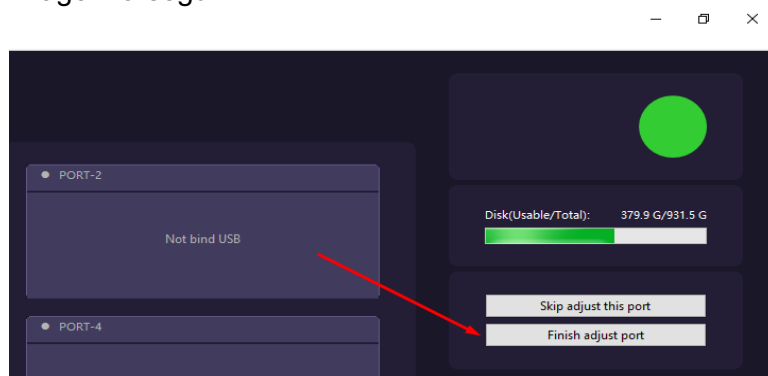 PORT-2
Not bind USB
PORT-4
Disk(Usable/Total): 379.9 G/931.5 G
Skip adjust this port
Finish adjust port